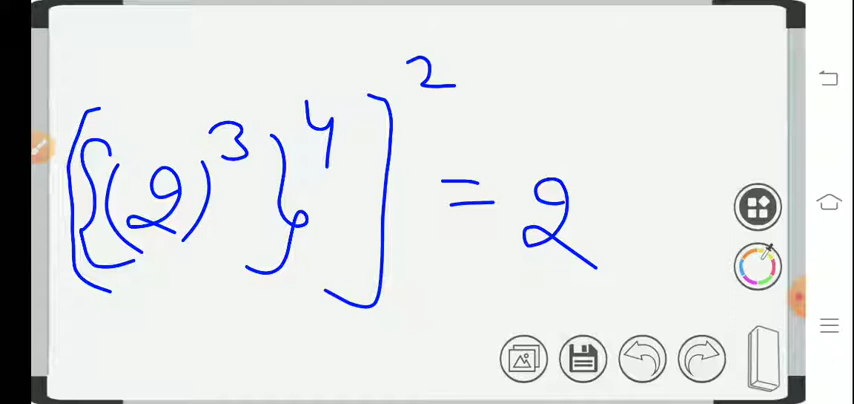 [{(2)³}⁴]² = 2